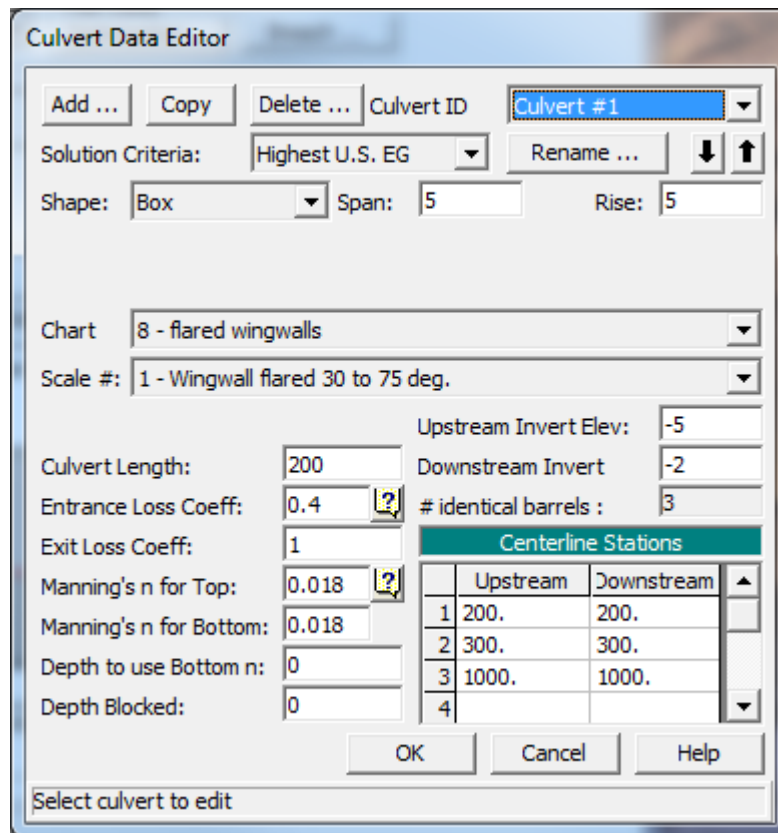 Culvert Data Editor
Add ... Copy Delete ... Culvert ID Culvert #1
Solution Criteria: Highest U.S. EG Rename ...
Shape: Box Span: 5 Rise: 5
Chart 8 - flared wingwalls
Scale #: 1 - Wingwall flared 30 to 75 deg.
Upstream Invert Elev: -5
Culvert Length: 200 Downstream Invert -2
Entrance Loss Coeff: 0.4 ? # identical barrels : 3
Exit Loss Coeff: 1 Centerline Stations
Manning's n for Top: 0.018 ? Upstream Downstream
Manning's n for Bottom: 0.018 1 200. 200.
2 300. 300.
Depth to use Bottom n: 0 3 1000. 1000.
Depth Blocked: 0 4
OK Cancel Help
Select culvert to edit